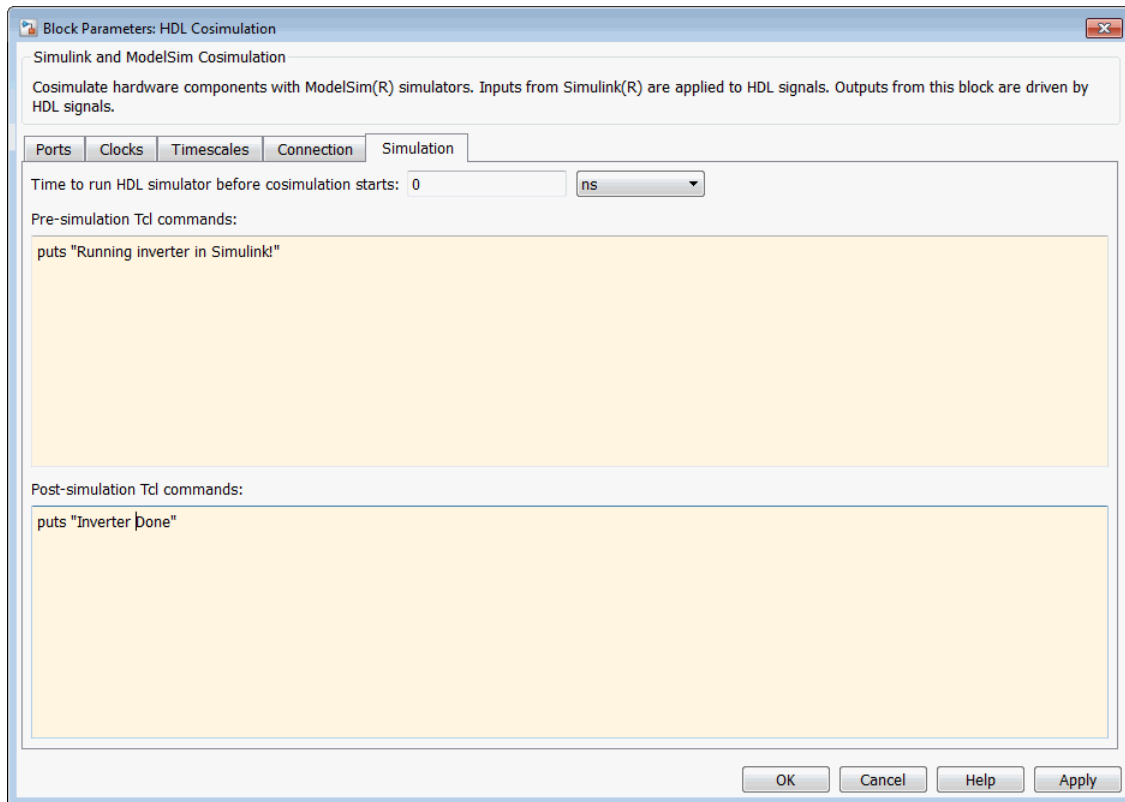 Block Parameters: HDL Cosimulation
Simulink and ModelSim Cosimulation
Cosimulate hardware components with ModelSim(R) simulators. Inputs from Simulink(R) are applied to HDL signals. Outputs from this block are driven by
HDL signals.
Ports Clocks Timescales Connection Simulation
Time to run HDL simulator before cosimulation starts: 0 ns
Pre-simulation Tcl commands:
puts "Running inverter in Simulink!"
Post-simulation Tcl commands:
puts "Inverter Done"
OK Cancel Help Apply